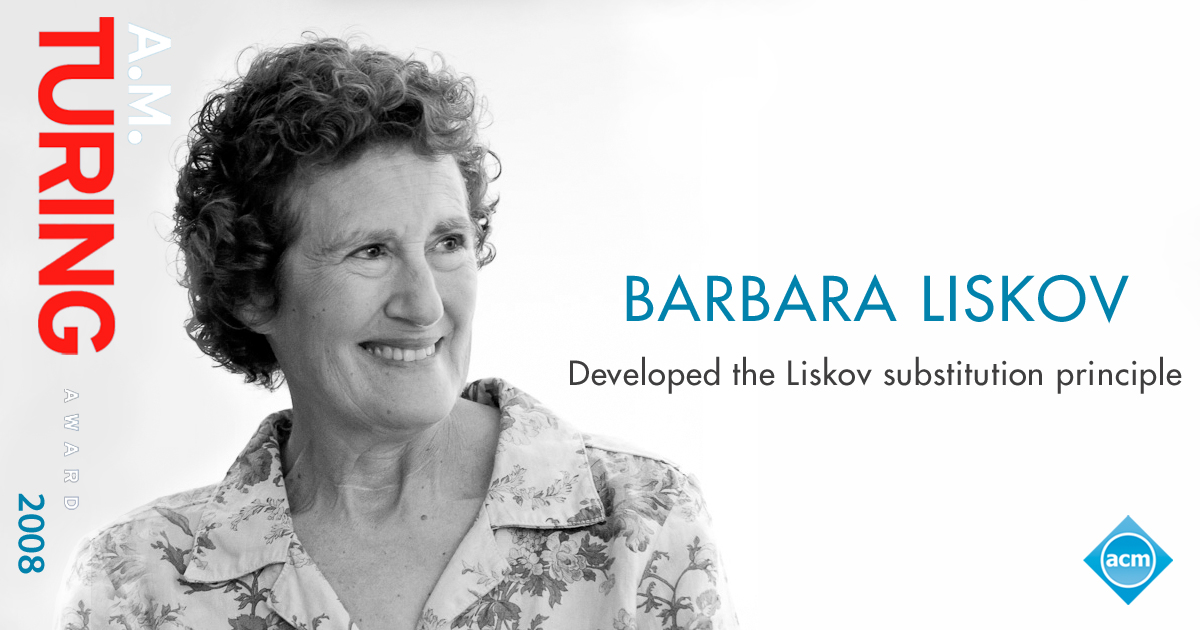 A.M.
TURING
AWARD
2008
BARBARA LISKOV
Developed the Liskov substitution principle
acm